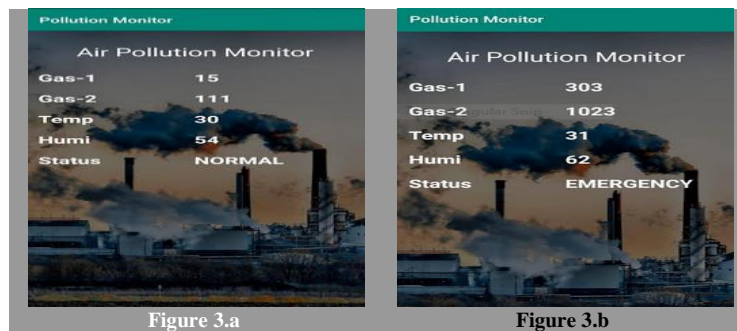 Pollution Monitor
Air Pollution Monitor
Gas-1 15
Gas-2 111
Temp 30
Humi 54
Status NORMAL
Figure 3.a
Pollution Monitor
Air Pollution Monitor
Gas-1 303
Gas-2 1023
Temp 31
Humi 62
Status EMERGENCY
Figure 3.b